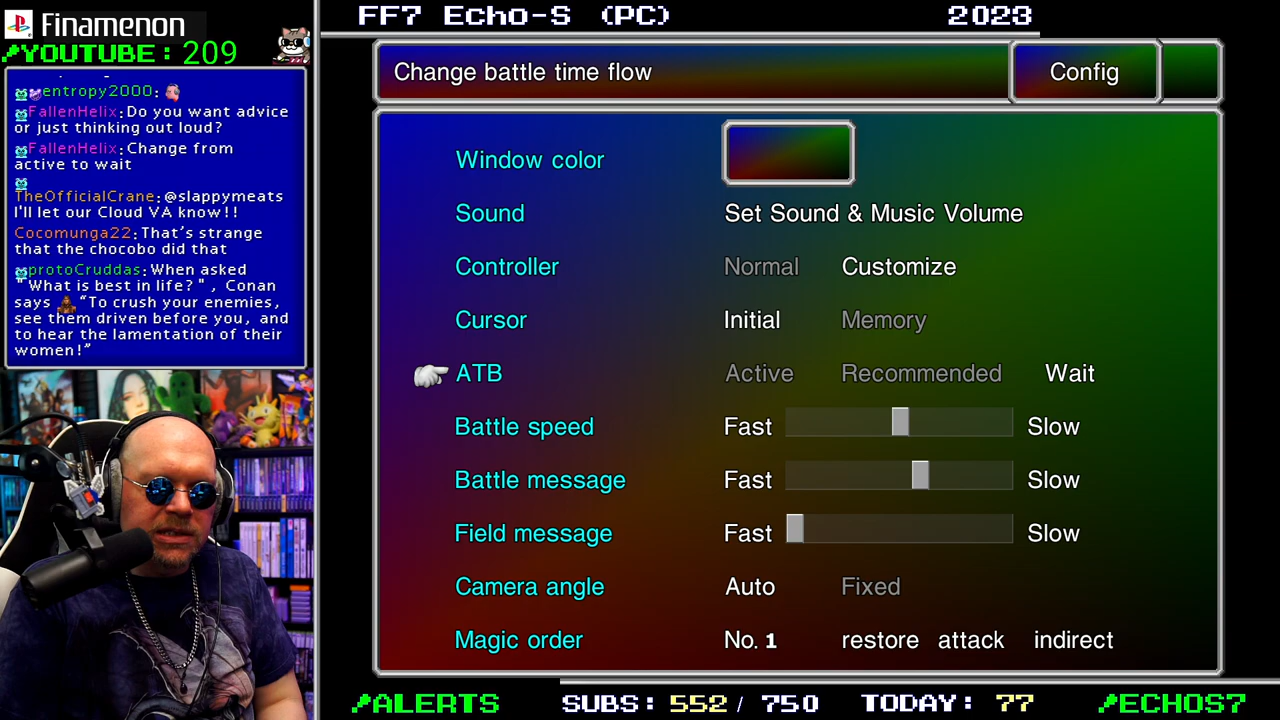 Finamenon
/YOUTUBE: 209
entropy2000:
FallenHelix: Do you want advice
or just thinking out loud?
FallenHelix: Change from
active to wait
TheOfficialCrane: @slappymeats
I'll let our Cloud VA know!!
Cocomunga22: That's strange
that the chocobo did that
protoCruddas: When asked
"What is best in life?", Conan
says "To crush your enemies,
see them driven before you, and
to hear the lamentation of their
women!"
FF7 Echo-S (PC) 2023
Change battle time flow Config
Window color
Sound Set Sound & Music Volume
Controller Normal Customize
Cursor Initial Memory
ATB Active Recommended Wait
Battle speed Fast Slow
Battle message Fast Slow
Field message Fast Slow
Camera angle Auto Fixed
Magic order No. 1 restore attack indirect
/ALERTS SUBS: 552 / 750 TODAY: 77 /ECHOS7